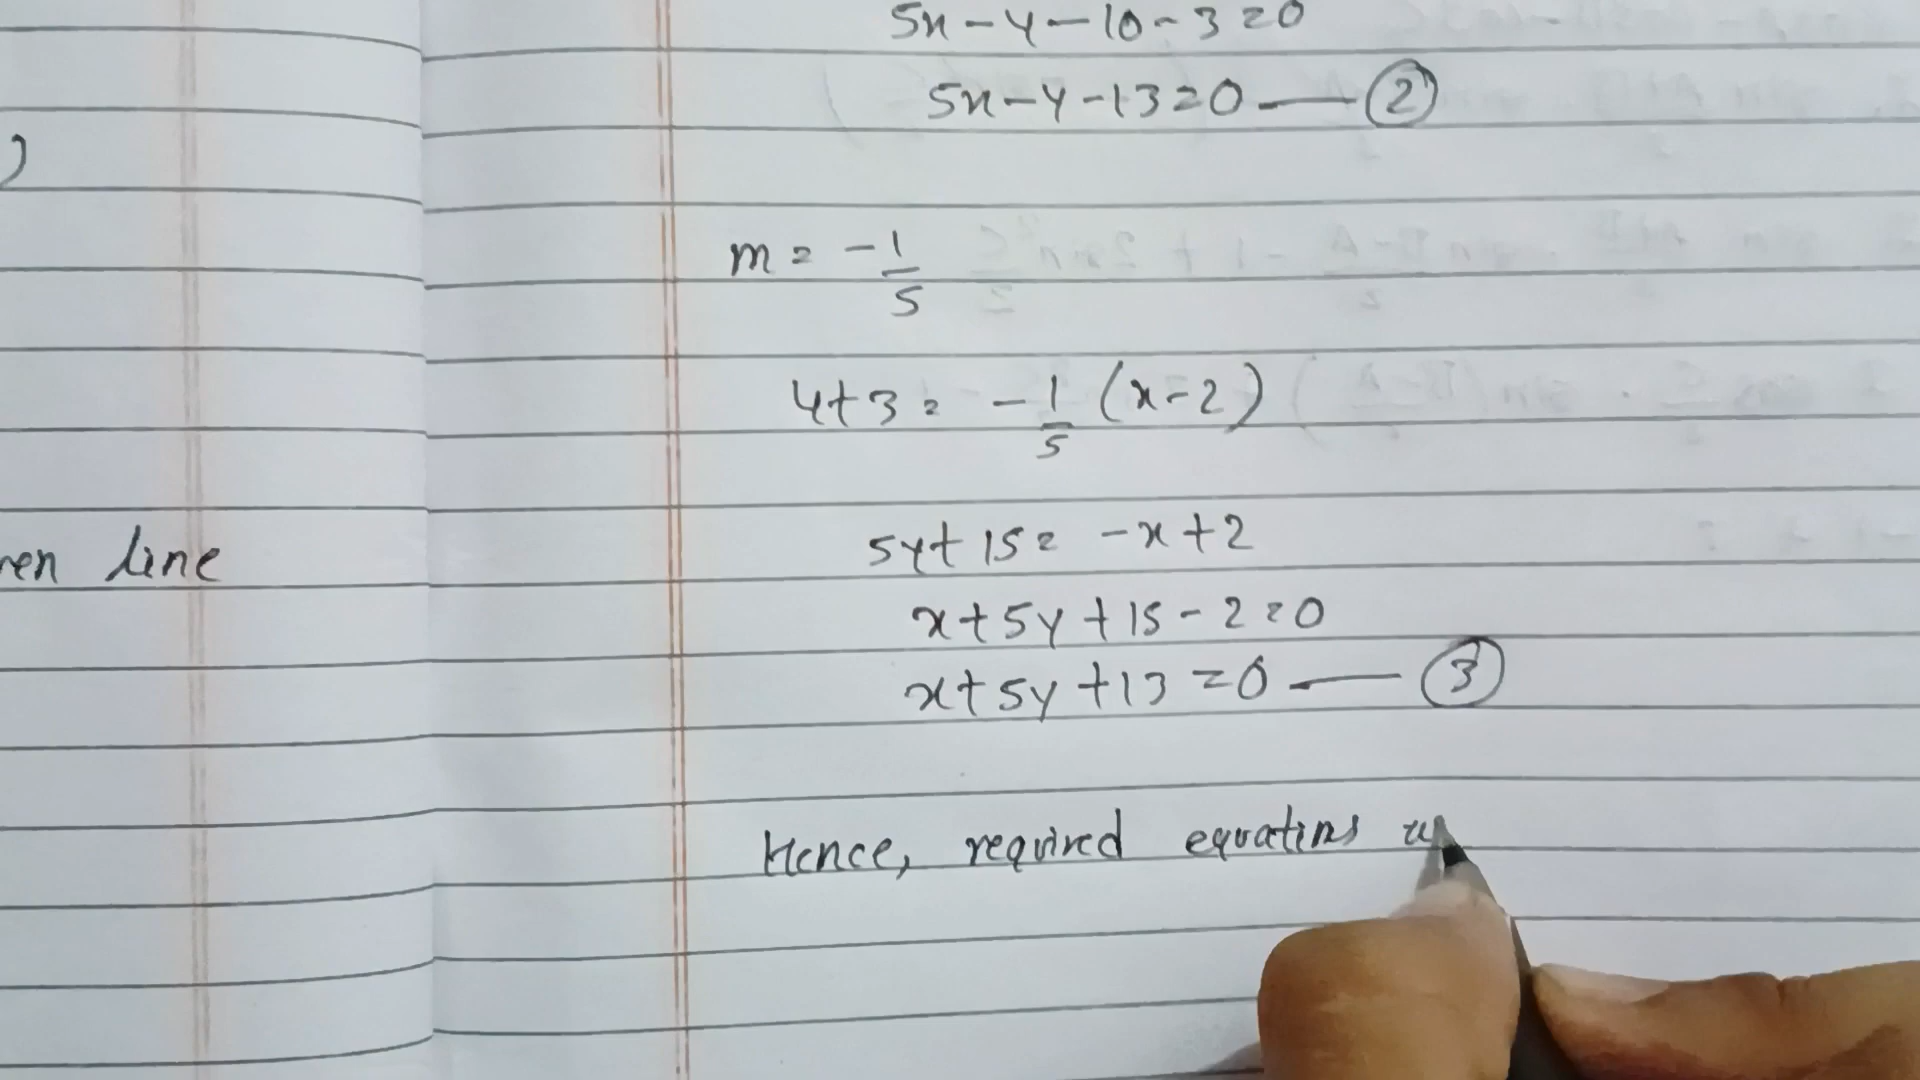 )
en line
5x - y - 10 - 3 = 0
5x - y - 13 = 0 — ②
m = -1/5
y + 3 = -1/5 (x - 2)
5y + 15 = -x + 2
x + 5y + 15 - 2 = 0
x + 5y + 13 = 0 — ③
Hence, required equatins